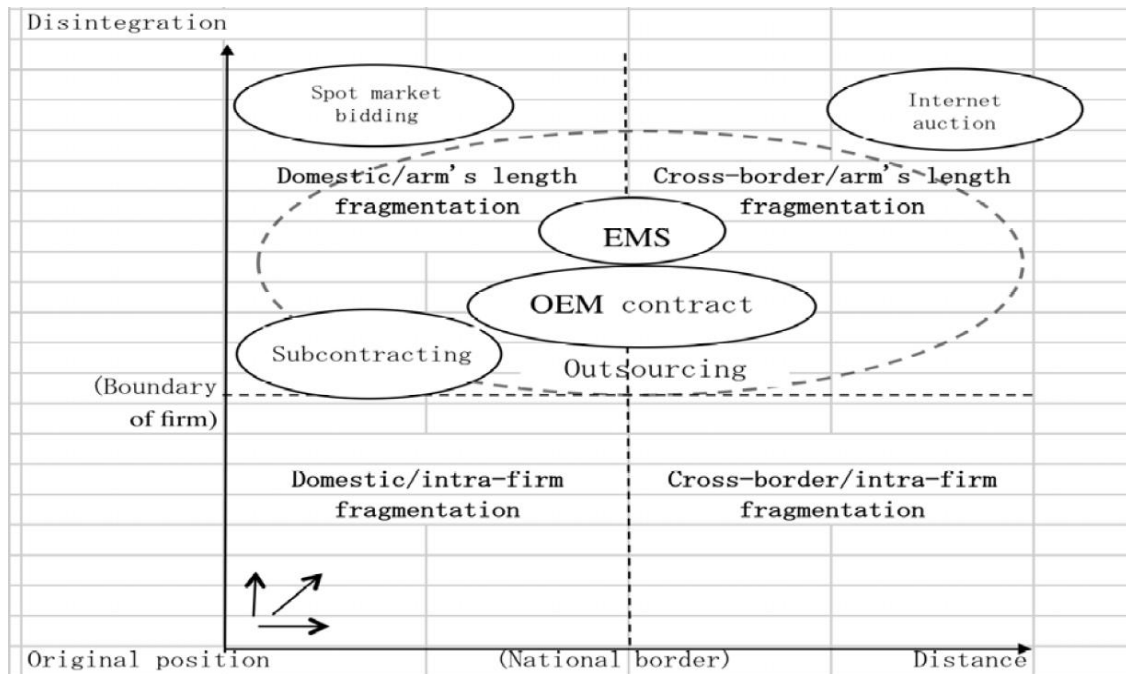 Disintegration
Spot market
bidding
Internet
auction
Domestic/arm's length
fragmentation
Cross-border/arm's length
fragmentation
EMS
OEM contract
Subcontracting
Outsourcing
(Boundary
of firm)
Domestic/intra-firm
fragmentation
Cross-border/intra-firm
fragmentation
Original position
(National border)
Distance